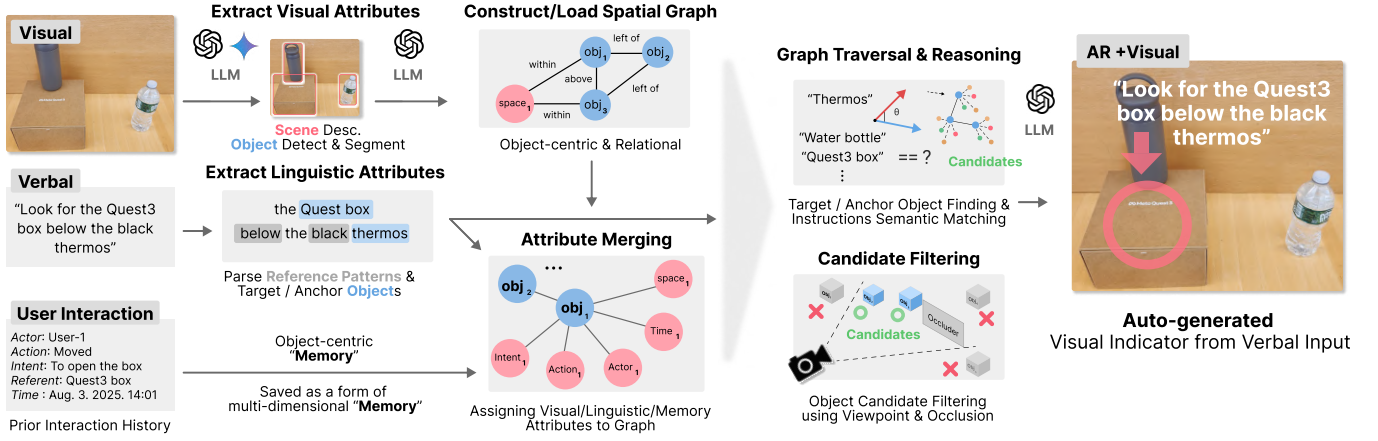 Visual
Extract Visual Attributes
LLM
LLM
Scene Desc.
Object Detect & Segment
Construct/Load Spatial Graph
within
left of
obj1
obj2
above
left of
space1
obj3
within
Object-centric & Relational
Verbal
“Look for the Quest3
box below the black
thermos”
Extract Linguistic Attributes
the Quest box
below the black thermos
Parse Reference Patterns &
Target / Anchor Objects
User Interaction
Actor: User-1
Action: Moved
Intent: To open the box
Referent: Quest3 box
Time : Aug. 3. 2025. 14:01
Prior Interaction History
Object-centric
“Memory”
Saved as a form of
multi-dimensional “Memory”
Attribute Merging
...
obj2
space1
obj1
Time1
Intent1
Action1
Actor1
Assigning Visual/Linguistic/Memory
Attributes to Graph
Graph Traversal & Reasoning
“Thermos”
θ
“Water bottle”
“Quest3 box”
== ?
Candidates
⋮
Target / Anchor Object Finding &
Instructions Semantic Matching
Candidate Filtering
Candidates
Occluder
Object Candidate Filtering
using Viewpoint & Occlusion
LLM
AR +Visual
“Look for the Quest3
box below the black
thermos”
Auto-generated
Visual Indicator from Verbal Input